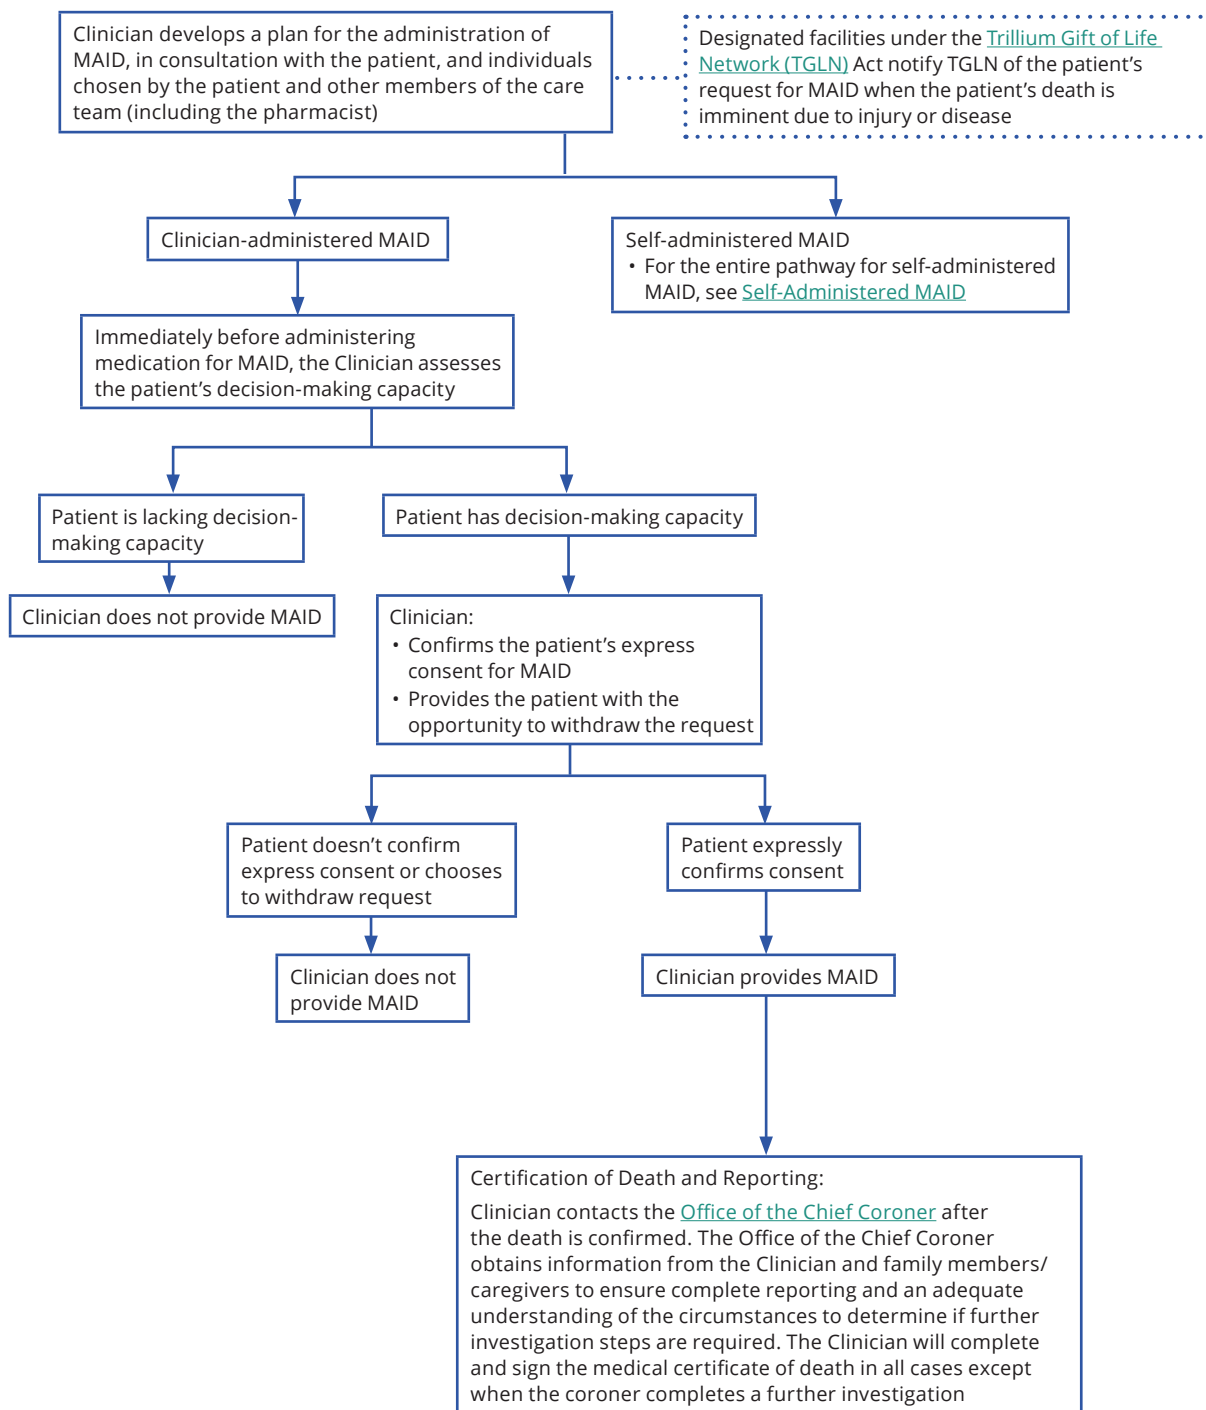 Clinician develops a plan for the administration of
MAID, in consultation with the patient, and individuals
chosen by the patient and other members of the care
team (including the pharmacist)
Designated facilities under the Trillium Gift of Life
Network (TGLN) Act notify TGLN of the patient’s
request for MAID when the patient’s death is
imminent due to injury or disease
Clinician-administered MAID
Self-administered MAID
• For the entire pathway for self-administered
MAID, see Self-Administered MAID
Immediately before administering
medication for MAID, the Clinician assesses
the patient’s decision-making capacity
Patient is lacking decision-
making capacity
Patient has decision-making capacity
Clinician does not provide MAID
Clinician:
• Confirms the patient’s express
consent for MAID
• Provides the patient with the
opportunity to withdraw the request
Patient doesn’t confirm
express consent or chooses
to withdraw request
Patient expressly
confirms consent
Clinician does not
provide MAID
Clinician provides MAID
Certification of Death and Reporting:
Clinician contacts the Office of the Chief Coroner after
the death is confirmed. The Office of the Chief Coroner
obtains information from the Clinician and family members/
caregivers to ensure complete reporting and an adequate
understanding of the circumstances to determine if further
investigation steps are required. The Clinician will complete
and sign the medical certificate of death in all cases except
when the coroner completes a further investigation